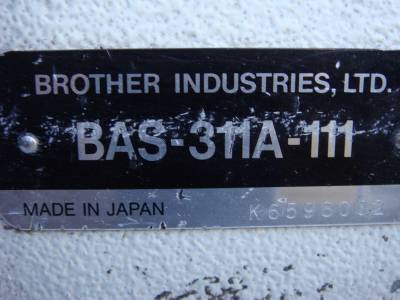 BROTHER INDUSTRIES, LTD.
BAS-311A-111
MADE IN JAPAN